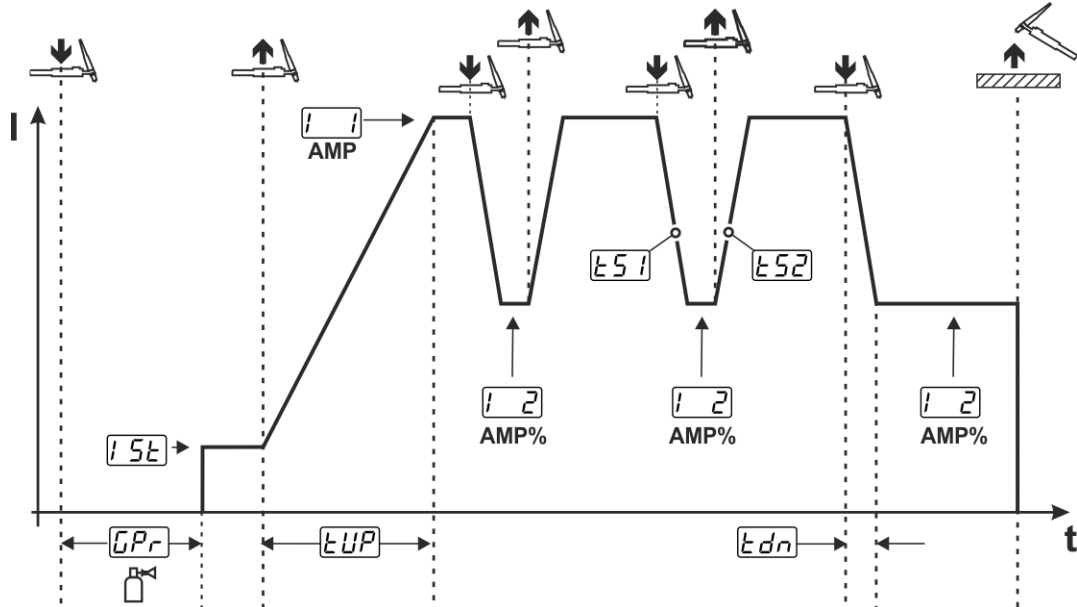 I
I 1
AMP
tS1
tS2
I 2
AMP%
I 2
AMP%
I 2
AMP%
I St
GPr
tUP
tdn
t